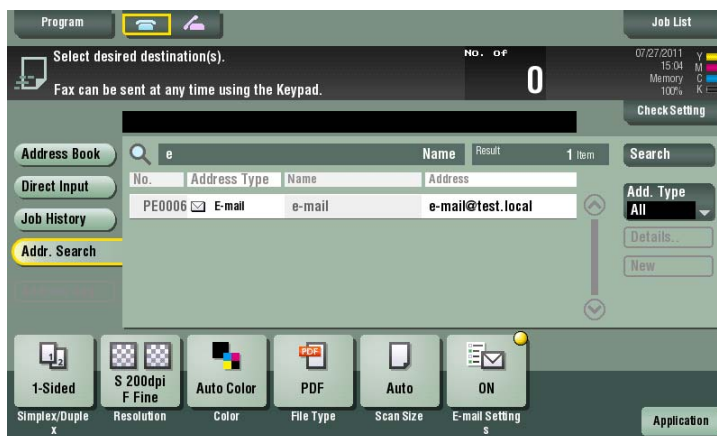 Program
Job List
Select desired destination(s).
No. of
0
07/27/2011
15:04
Memory
100%
Y
M
C
K
Fax can be sent at any time using the Keypad.
Check Setting
Address Book
e
Name
Result
1 Item
Search
Direct Input
No.
Address Type
Name
Address
Add. Type
All
PE0006
E-mail
e-mail
e-mail@test.local
Job History
Addr. Search
Details..
New
1 2
1-Sided
S 200dpi
F Fine
Auto Color
PDF
PDF
Auto
ON
Simplex/Duple
x
Resolution
Color
File Type
Scan Size
E-mail Setting
s
Application